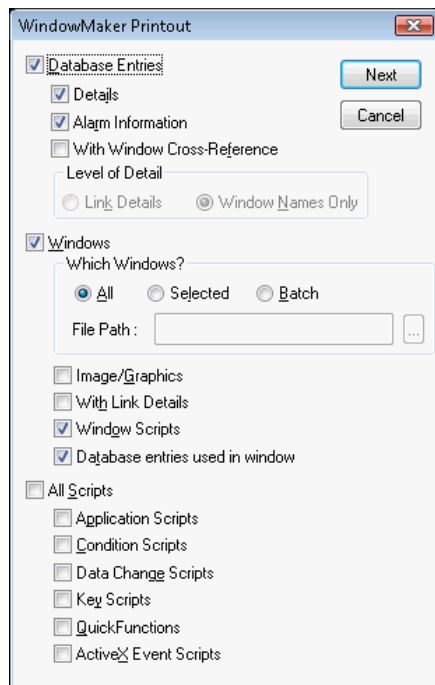 WindowMaker Printout
Database Entries
Next
Details
Cancel
Alarm Information
With Window Cross-Reference
Level of Detail
Link Details
Window Names Only
Windows
Which Windows?
All
Selected
Batch
File Path :
...
Image/Graphics
With Link Details
Window Scripts
Database entries used in window
All Scripts
Application Scripts
Condition Scripts
Data Change Scripts
Key Scripts
QuickFunctions
ActiveX Event Scripts